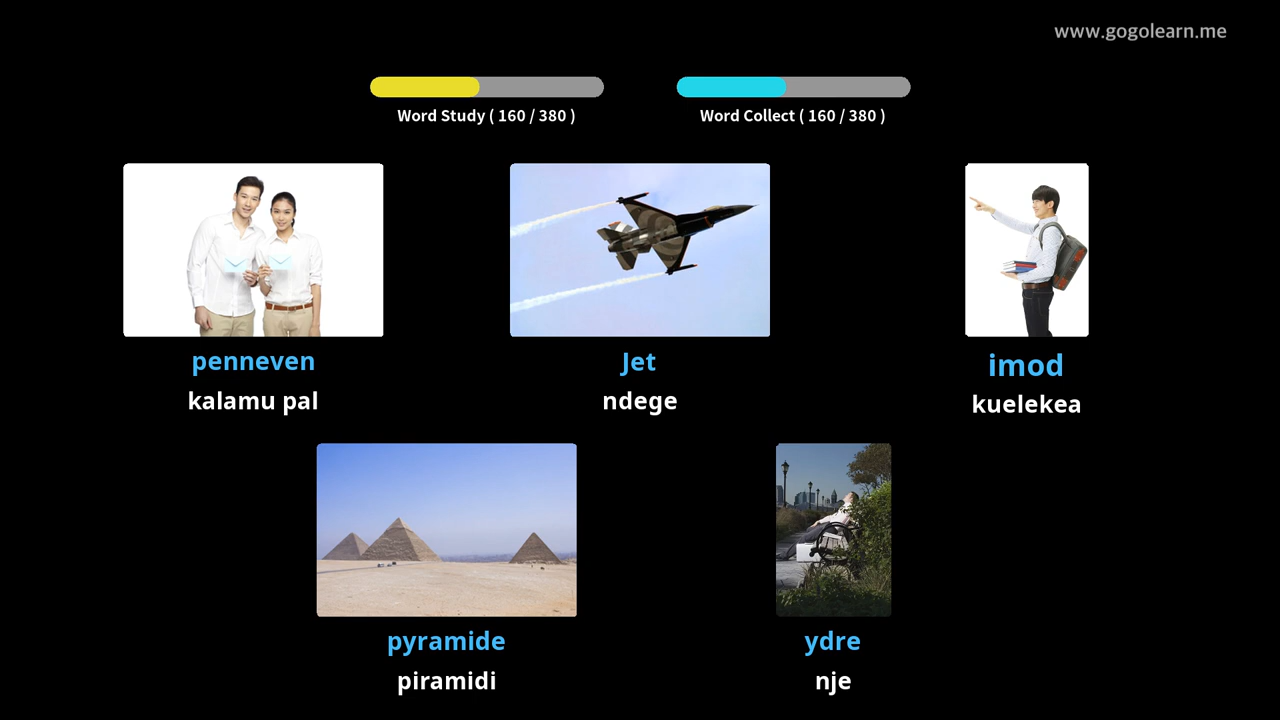 www.gogolearn.me
Word Study ( 160 / 380 )
Word Collect ( 160 / 380 )
penneven
kalamu pal
Jet
ndege
imod
kuelekea
pyramide
piramidi
ydre
nje